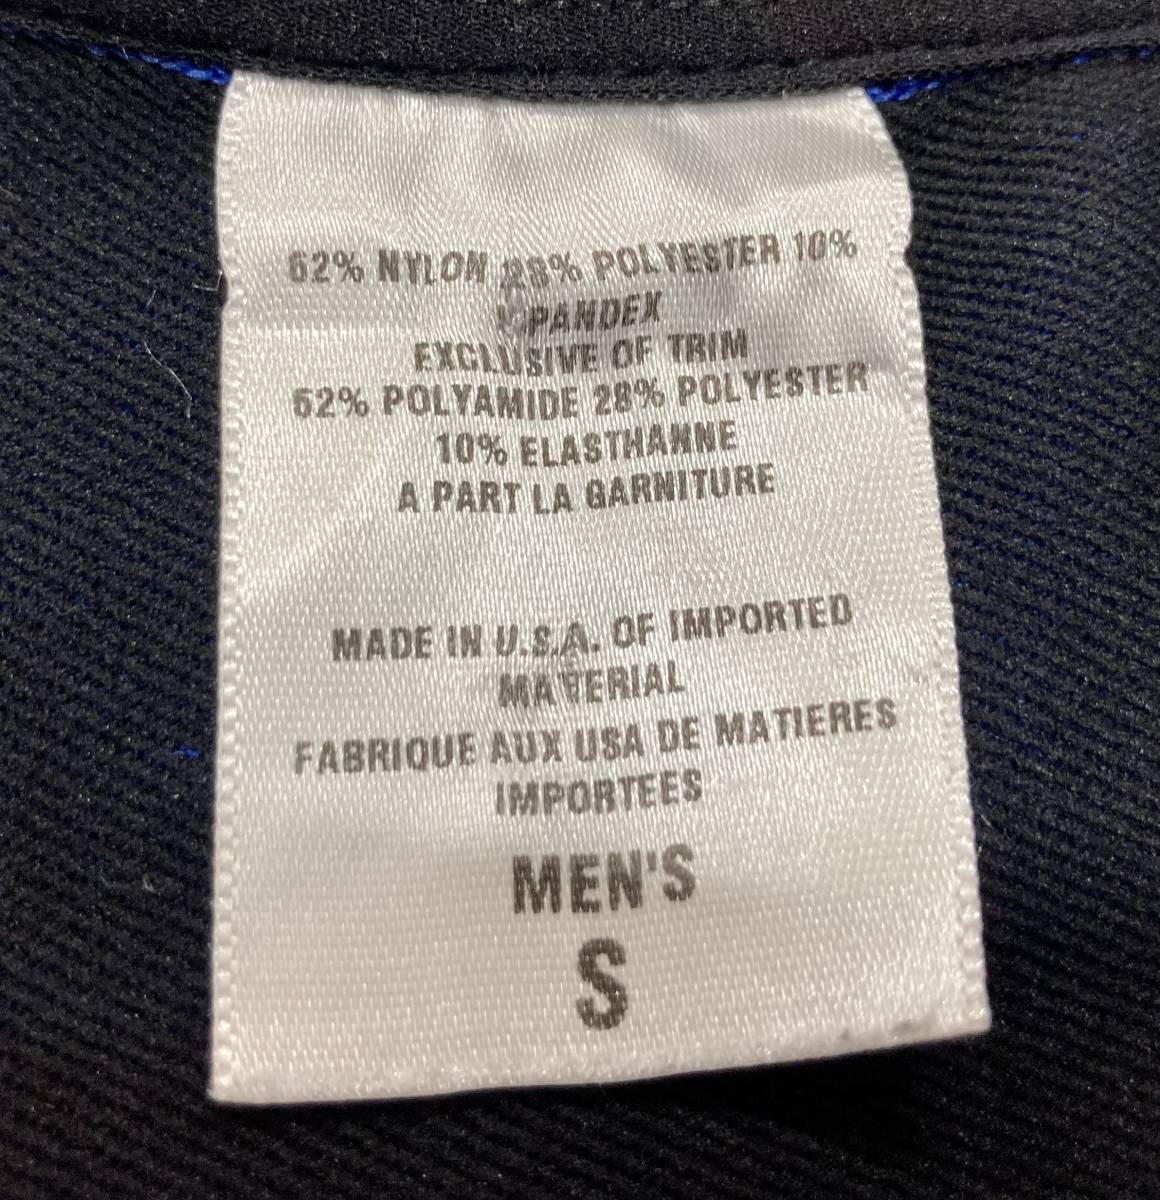 62% NYLON 28% POLYESTER 10%
SPANDEX
EXCLUSIVE OF TRIM
62% POLYAMIDE 28% POLYESTER
10% ELASTHANNE
A PART LA GARNITURE
MADE IN U.S.A. OF IMPORTED
MATERIAL
FABRIQUE AUX USA DE MATIERES
IMPORTEES
MEN'S
S